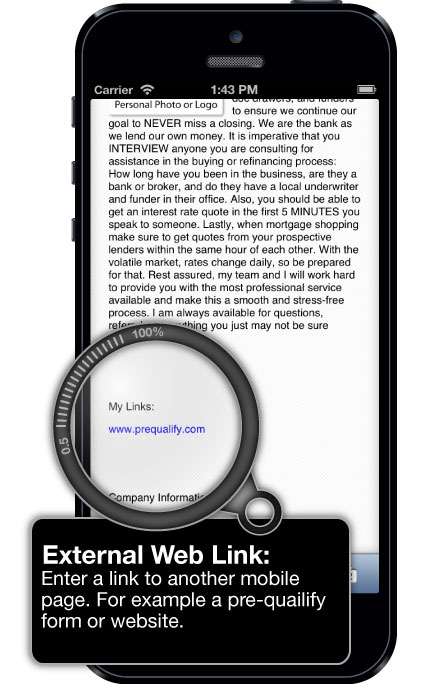 Carrier 1:43 PM
doc drawers, and funders
Personal Photo or Logo
to ensure we continue our
goal to NEVER miss a closing. We are the bank as
we lend our own money. It is imperative that you
INTERVIEW anyone you are consulting for
assistance in the buying or refinancing process:
How long have you been in the business, are they a
bank or broker, and do they have a local underwriter
and funder in their office. Also, you should be able to
get an interest rate quote in the first 5 MINUTES you
speak to someone. Lastly, when mortgage shopping
make sure to get quotes from your prospective
lenders within the same hour of each other. With the
volatile market, rates change daily, so be prepared
for that. Rest assured, my team and I will work hard
to provide you with the most professional service
available and make this a smooth and stress-free
process. I am always available for questions,
you just may not be sure
100%
0.5
My Links:
www.prequalify.com
Company
External Web Link:
Enter a link to another mobile
page. For example a pre-quailify
form or website.